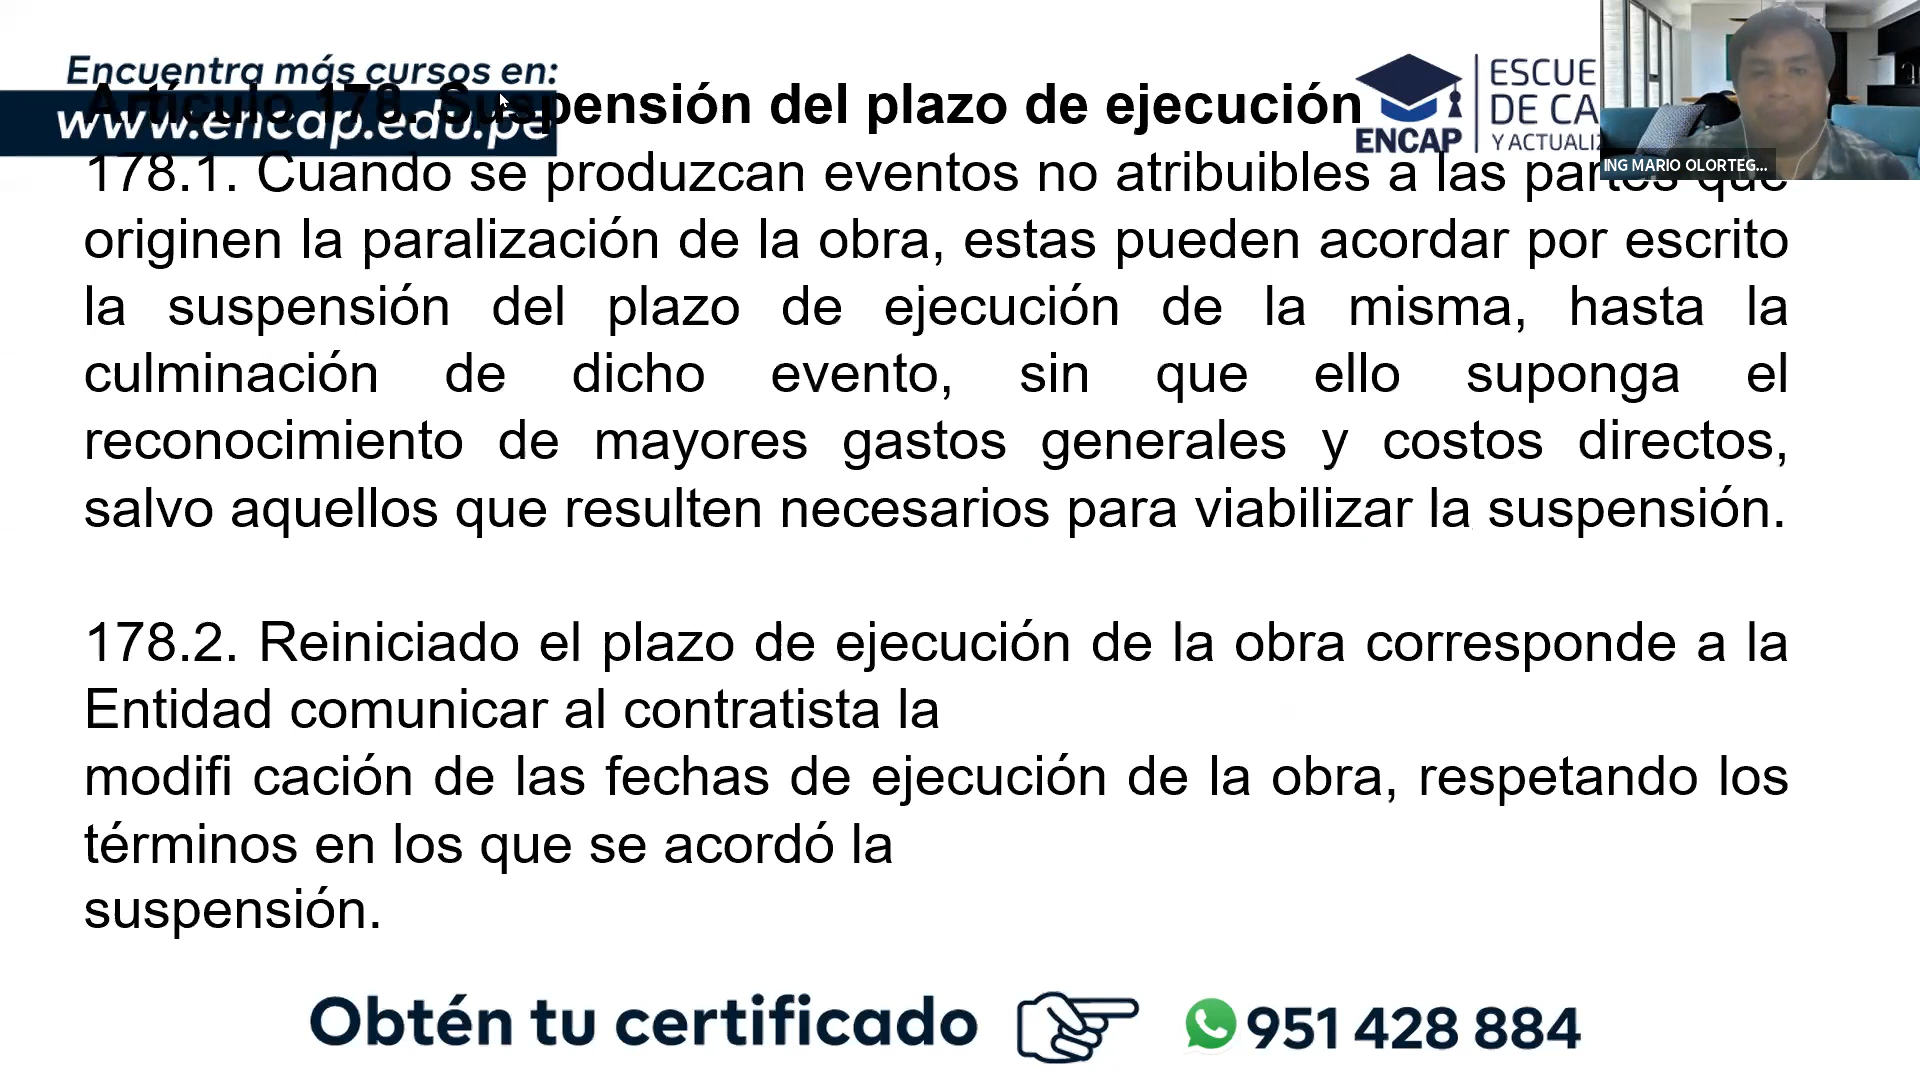 Encuentra más cursos en:
www.encap.edu.pe
Artículo 178. Suspensión del plazo de ejecución
ENCAP
ESCUE
DE CA
Y ACTUALIZ
ING MARIO OLORTEG...
178.1. Cuando se produzcan eventos no atribuibles a las partes que
originen la paralización de la obra, estas pueden acordar por escrito
la suspensión del plazo de ejecución de la misma, hasta la
culminación de dicho evento, sin que ello suponga el
reconocimiento de mayores gastos generales y costos directos,
salvo aquellos que resulten necesarios para viabilizar la suspensión.
178.2. Reiniciado el plazo de ejecución de la obra corresponde a la
Entidad comunicar al contratista la
modifi cación de las fechas de ejecución de la obra, respetando los
términos en los que se acordó la
suspensión.
Obtén tu certificado
951 428 884